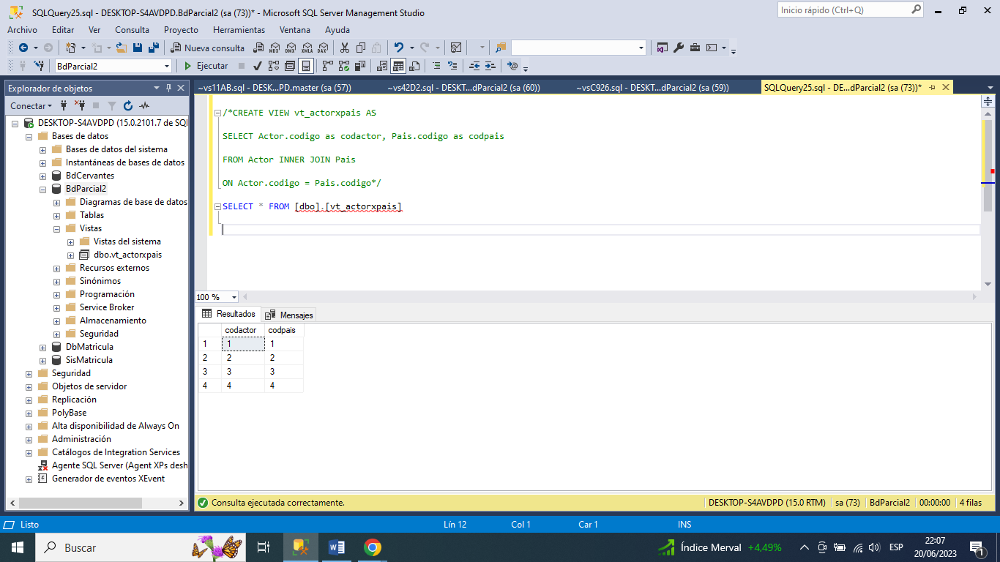 SQLQuery25.sql - DESKTOP-S4AVDPD.BdParcial2 (sa (73))* - Microsoft SQL Server Management Studio
Inicio rápido (Ctrl+Q)
Archivo Editar Ver Consulta Proyecto Herramientas Ventana Ayuda
Nueva consulta MDX DMX XMLA DAX
BdParcial2 Ejecutar
Explorador de objetos
~vs11AB.sql - DESK...PD.master (sa (57))
~vs42D2.sql - DESKT...dParcial2 (sa (60))
~vsC926.sql - DESKT...dParcial2 (sa (59))
SQLQuery25.sql - DE...dParcial2 (sa (73))*
Conectar
DESKTOP-S4AVDPD (15.0.2101.7 de SQL
Bases de datos
Bases de datos del sistema
Instantáneas de bases de datos
BdCervantes
BdParcial2
Diagramas de base de datos
Tablas
Vistas
Vistas del sistema
dbo.vt_actorxpais
Recursos externos
Sinónimos
Programación
Service Broker
Almacenamiento
Seguridad
DbMatricula
SisMatricula
Seguridad
Objetos de servidor
Replicación
PolyBase
Alta disponibilidad de Always On
Administración
Catálogos de Integration Services
Agente SQL Server (Agent XPs desh
Generador de eventos XEvent
/*CREATE VIEW vt_actorxpais AS
SELECT Actor.codigo as codactor, Pais.codigo as codpais
FROM Actor INNER JOIN Pais
ON Actor.codigo = Pais.codigo*/
SELECT * FROM [dbo].[vt_actorxpais]
100 %
Resultados Mensajes
codactor codpais
1 1 1
2 2 2
3 3 3
4 4 4
Consulta ejecutada correctamente.
DESKTOP-S4AVDPD (15.0 RTM) sa (73) BdParcial2 00:00:00 4 filas
Listo Lín 12 Col 1 Car 1 INS
Buscar
Índice Merval +4,49%
ESP
22:07
20/06/2023
1